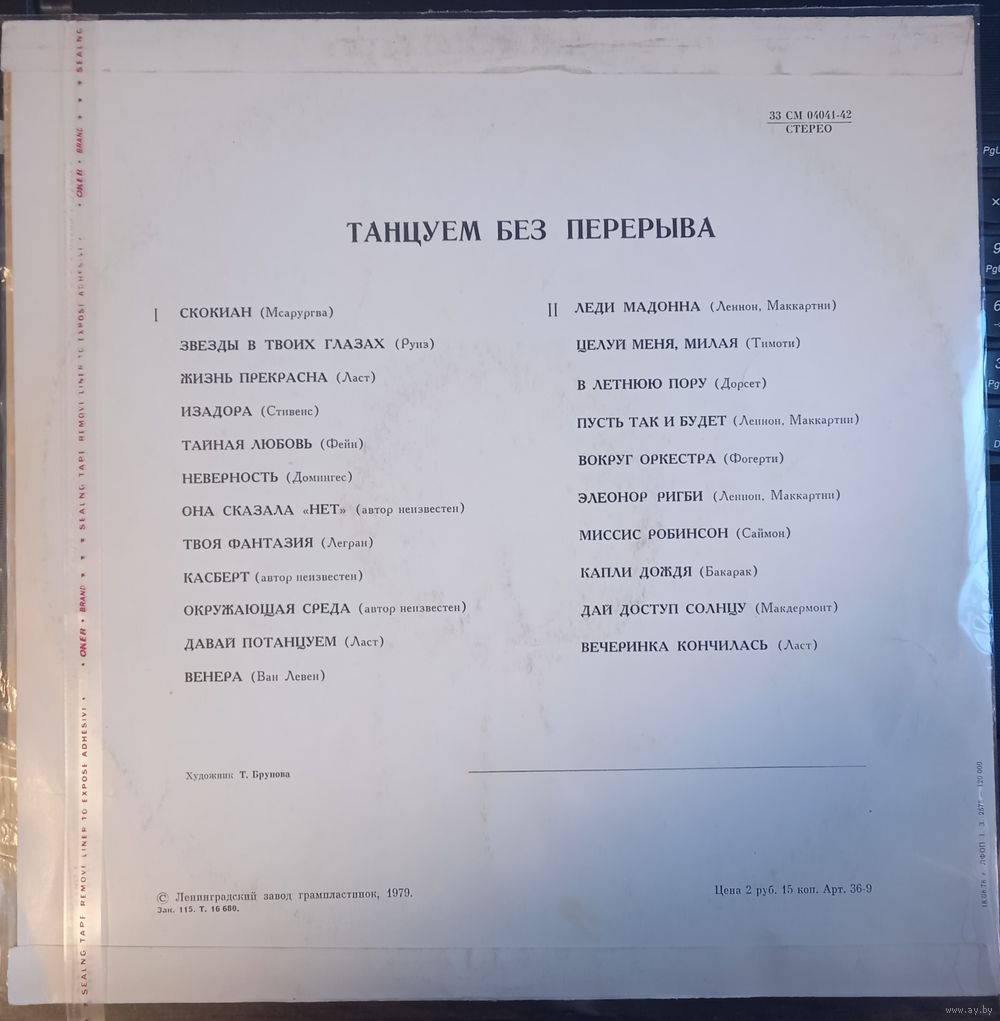 33 СМ 04041-42
СТЕРЕО
ТАНЦУЕМ БЕЗ ПЕРЕРЫВА
I
СКОКИАН (Мсарургва)
ЗВЕЗДЫ В ТВОИХ ГЛАЗАХ (Руиз)
ЖИЗНЬ ПРЕКРАСНА (Ласт)
ИЗАДОРА (Стивенс)
ТАЙНАЯ ЛЮБОВЬ (Фейн)
НЕВЕРНОСТЬ (Домингес)
ОНА СКАЗАЛА «НЕТ» (автор неизвестен)
ТВОЯ ФАНТАЗИЯ (Легран)
КАСБЕРТ (автор неизвестен)
ОКРУЖАЮЩАЯ СРЕДА (автор неизвестен)
ДАВАЙ ПОТАНЦУЕМ (Ласт)
ВЕНЕРА (Ван Левен)
II
ЛЕДИ МАДОННА (Леннон, Маккартни)
ЦЕЛУЙ МЕНЯ, МИЛАЯ (Тимоти)
В ЛЕТНЮЮ ПОРУ (Дорсет)
ПУСТЬ ТАК И БУДЕТ (Леннон, Маккартни)
ВОКРУГ ОРКЕСТРА (Фогерти)
ЭЛЕОНОР РИГБИ (Леннон, Маккартни)
МИССИС РОБИНСОН (Саймон)
КАПЛИ ДОЖДЯ (Бакарак)
ДАЙ ДОСТУП СОЛНЦУ (Макдермонт)
ВЕЧЕРИНКА КОНЧИЛАСЬ (Ласт)
Художник Т. Брунова
© Ленинградский завод грампластинок, 1979.
Зак. 115. Т. 16 680.
Цена 2 руб. 15 коп. Арт. 36-9
SEALNG TAPE REMOVE LINER TO EXPOSE ADHESIVE • OKER • BRAND
www.ay.by